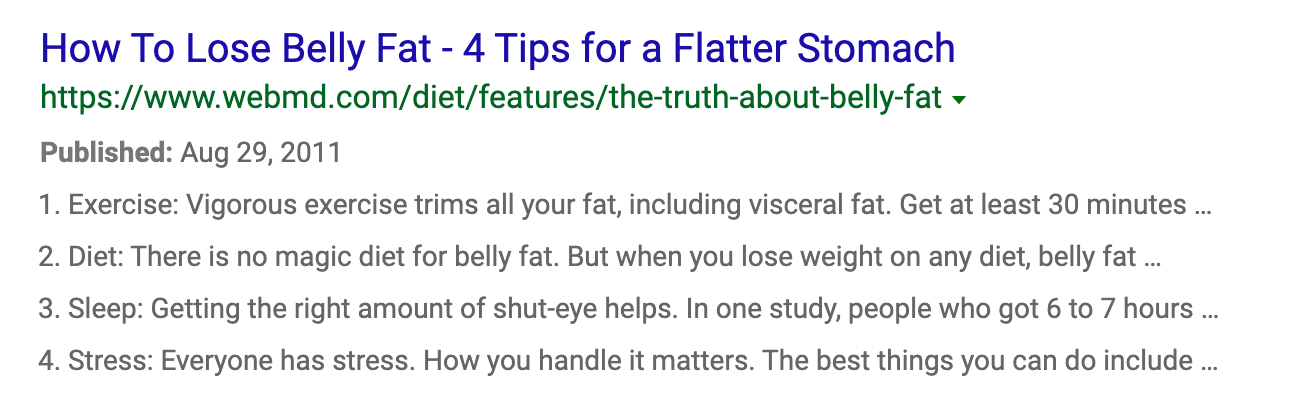 How To Lose Belly Fat - 4 Tips for a Flatter Stomach
https://www.webmd.com/diet/features/the-truth-about-belly-fat
Published: Aug 29, 2011
1. Exercise: Vigorous exercise trims all your fat, including visceral fat. Get at least 30 minutes ...
2. Diet: There is no magic diet for belly fat. But when you lose weight on any diet, belly fat ...
3. Sleep: Getting the right amount of shut-eye helps. In one study, people who got 6 to 7 hours ...
4. Stress: Everyone has stress. How you handle it matters. The best things you can do include ...